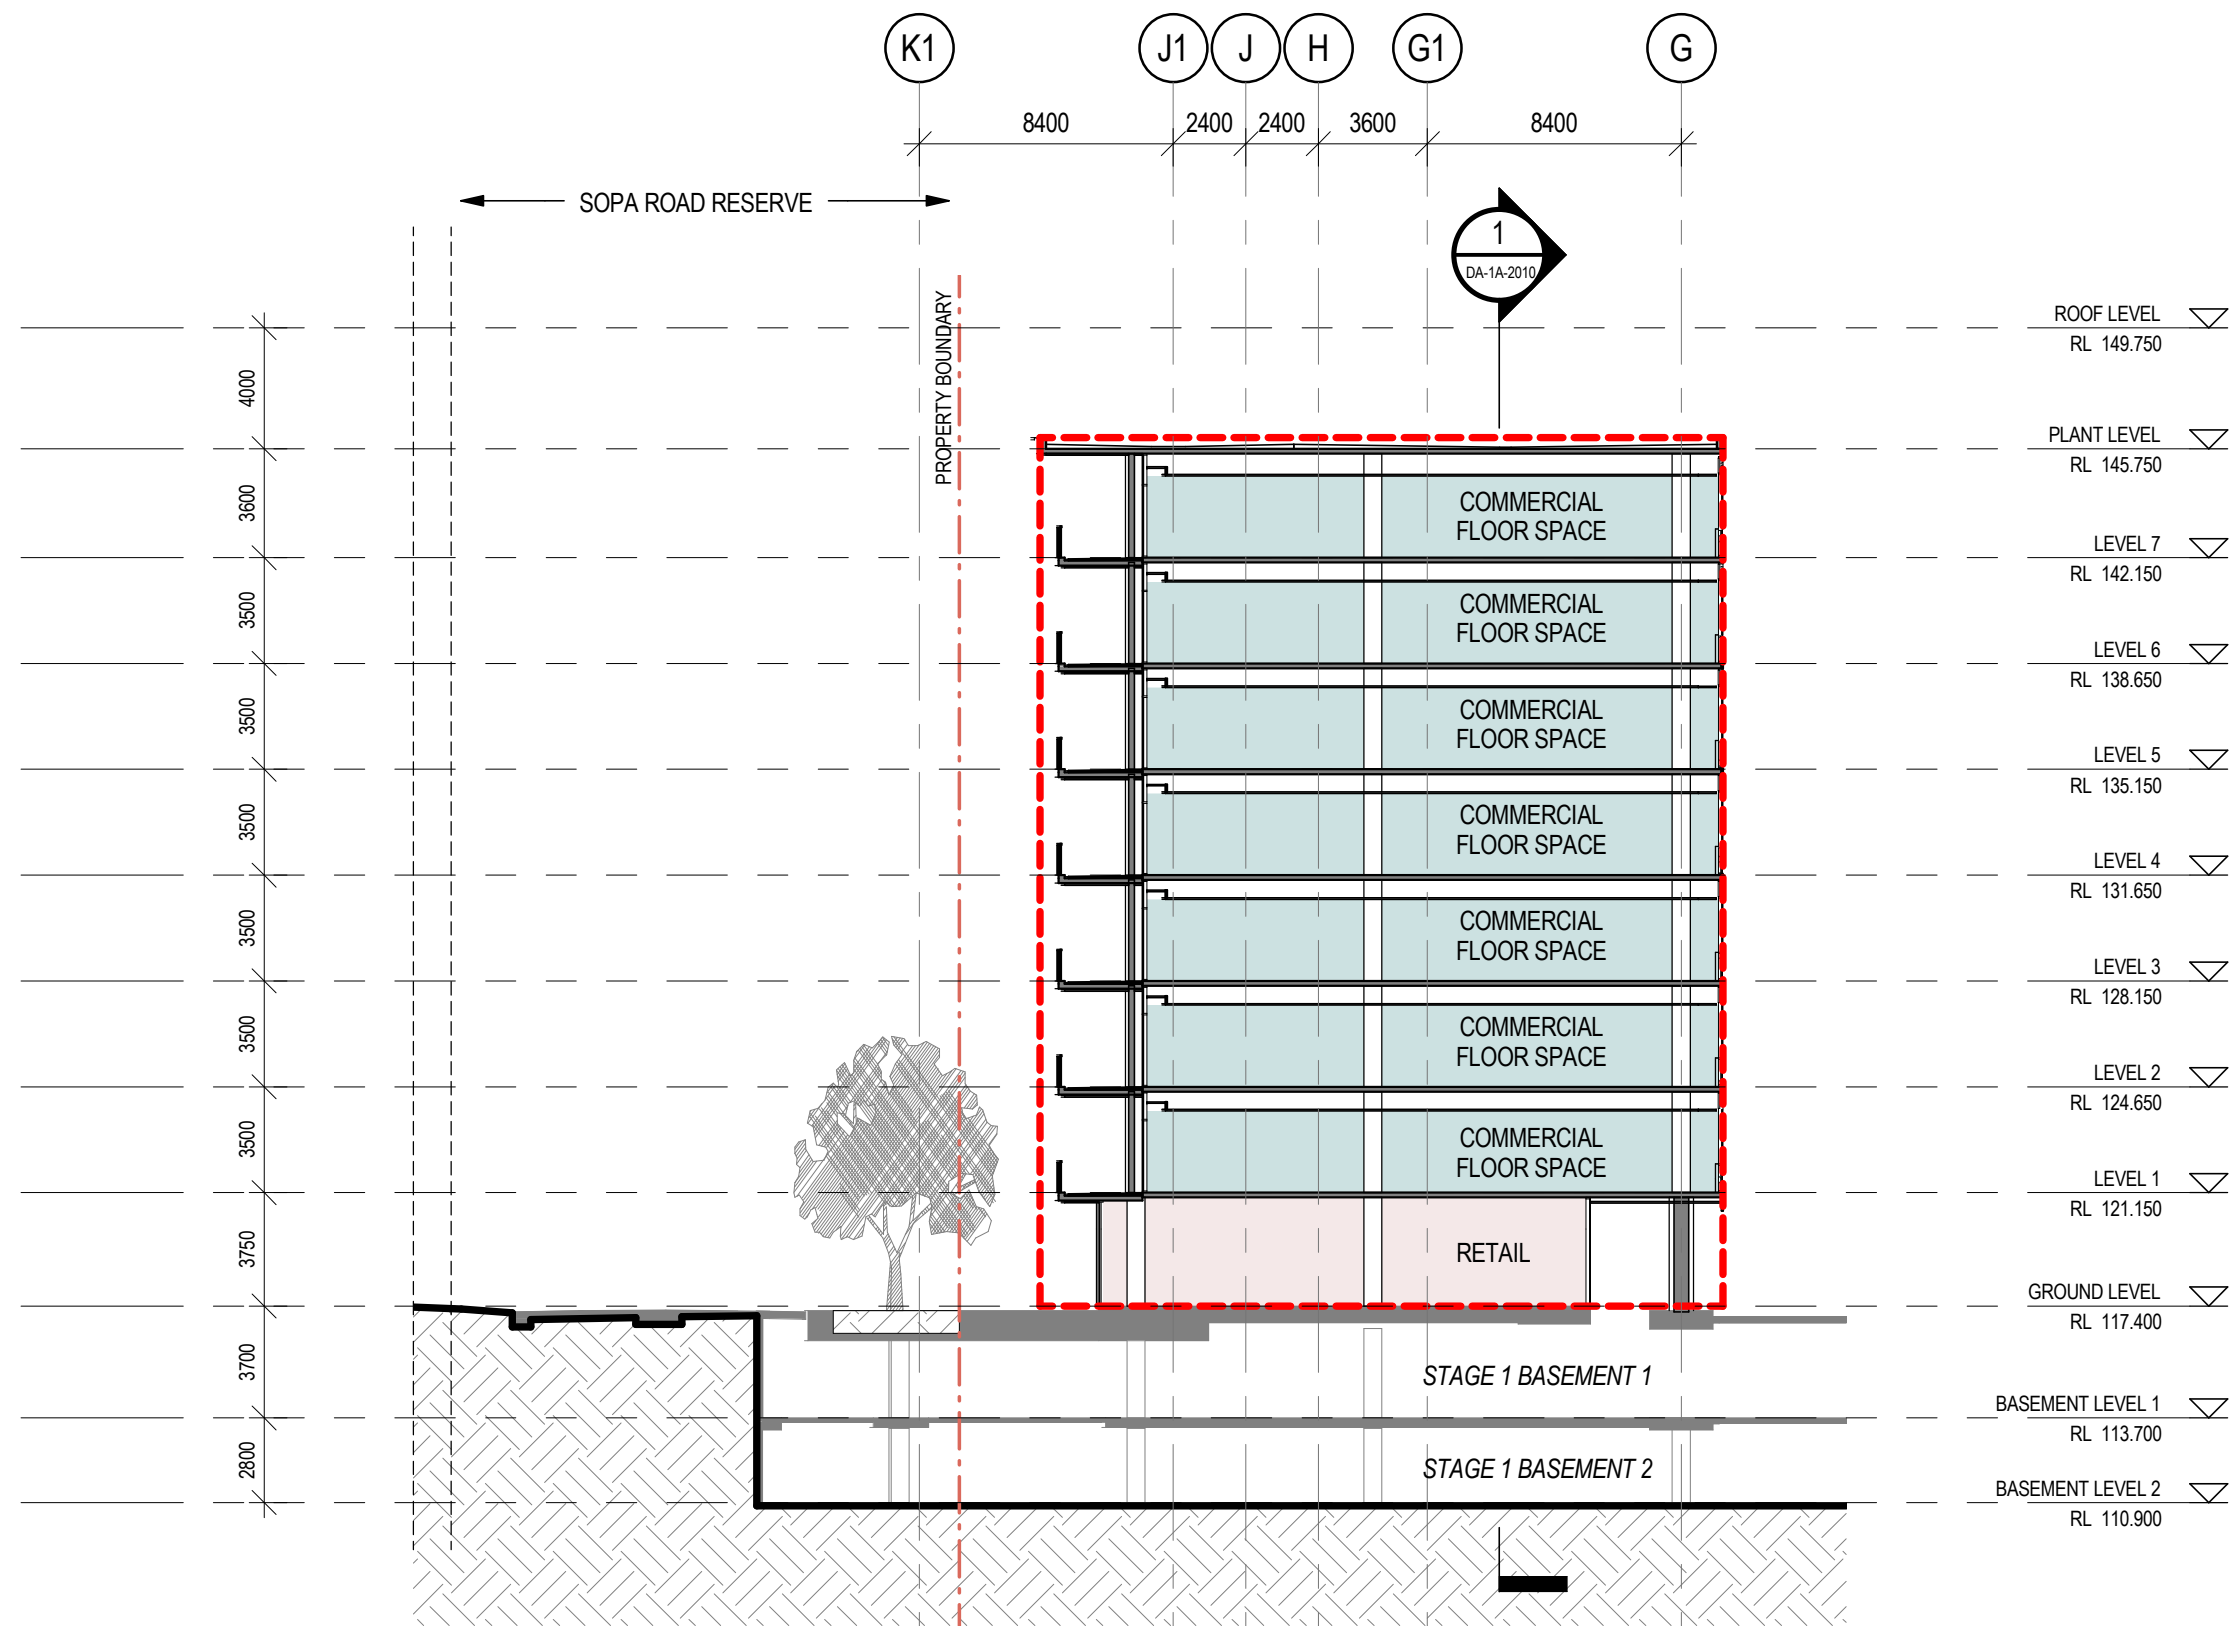 K1 J1 J H G1 G
8400 2400 2400 3600 8400
SOPA ROAD RESERVE
1
DA-1A-2010
PROPERTY BOUNDARY
ROOF LEVEL
RL 149.750
4000
PLANT LEVEL
RL 145.750
3600
COMMERCIAL
FLOOR SPACE
LEVEL 7
RL 142.150
3500
COMMERCIAL
FLOOR SPACE
LEVEL 6
RL 138.650
3500
COMMERCIAL
FLOOR SPACE
LEVEL 5
RL 135.150
3500
COMMERCIAL
FLOOR SPACE
LEVEL 4
RL 131.650
3500
COMMERCIAL
FLOOR SPACE
LEVEL 3
RL 128.150
3500
COMMERCIAL
FLOOR SPACE
LEVEL 2
RL 124.650
3500
COMMERCIAL
FLOOR SPACE
LEVEL 1
RL 121.150
3750
RETAIL
GROUND LEVEL
RL 117.400
3700
STAGE 1 BASEMENT 1
BASEMENT LEVEL 1
RL 113.700
2800
STAGE 1 BASEMENT 2
BASEMENT LEVEL 2
RL 110.900